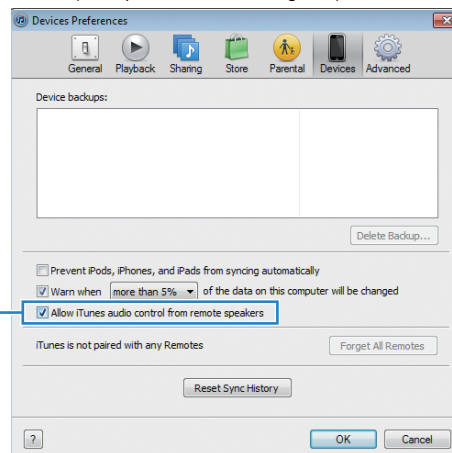 Devices Preferences
General Playback Sharing Store Parental Devices Advanced
Device backups:
Delete Backup...
Prevent iPods, iPhones, and iPads from syncing automatically
Warn when more than 5% of the data on this computer will be changed
Allow iTunes audio control from remote speakers
iTunes is not paired with any Remotes Forget All Remotes
Reset Sync History
? OK Cancel